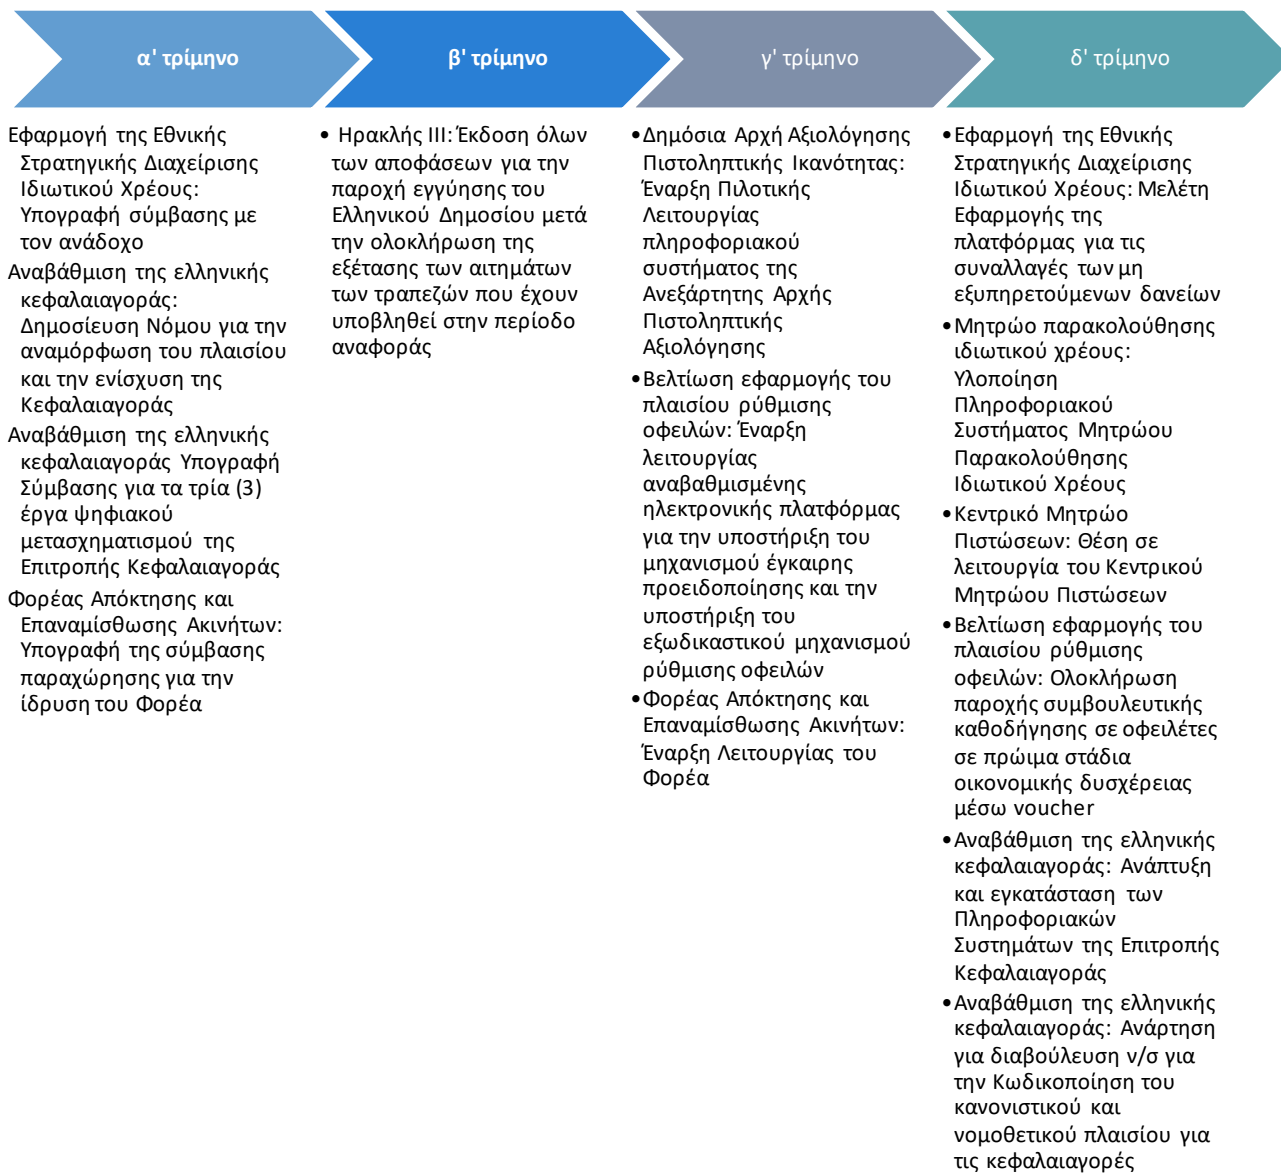 α' τρίμηνο
β' τρίμηνο
γ' τρίμηνο
δ' τρίμηνο
Εφαρμογή της Εθνικής
Στρατηγικής Διαχείρισης
Ιδιωτικού Χρέους:
Υπογραφή σύμβασης με
τον ανάδοχο
Αναβάθμιση της ελληνικής
κεφαλαιαγοράς:
Δημοσίευση Νόμου για την
αναμόρφωση του πλαισίου
και την ενίσχυση της
Κεφαλαιαγοράς
Αναβάθμιση της ελληνικής
κεφαλαιαγοράς Υπογραφή
Σύμβασης για τα τρία (3)
έργα ψηφιακού
μετασχηματισμού της
Επιτροπής Κεφαλαιαγοράς
Φορέας Απόκτησης και
Επαναμίσθωσης Ακινήτων:
Υπογραφή της σύμβασης
παραχώρησης για την
ίδρυση του Φορέα
• Ηρακλής ΙΙΙ: Έκδοση όλων
των αποφάσεων για την
παροχή εγγύησης του
Ελληνικού Δημοσίου μετά
την ολοκλήρωση της
εξέτασης των αιτημάτων
των τραπεζών που έχουν
υποβληθεί στην περίοδο
αναφοράς
•Δημόσια Αρχή Αξιολόγησης
Πιστοληπτικής Ικανότητας:
Έναρξη Πιλοτικής
Λειτουργίας
πληροφοριακού
συστήματος της
Ανεξάρτητης Αρχής
Πιστοληπτικής
Αξιολόγησης
•Βελτίωση εφαρμογής του
πλαισίου ρύθμισης
οφειλών: Έναρξη
λειτουργίας
αναβαθμισμένης
ηλεκτρονικής πλατφόρμας
για την υποστήριξη του
μηχανισμού έγκαιρης
προειδοποίησης και την
υποστήριξη του
εξωδικαστικού μηχανισμού
ρύθμισης οφειλών
•Φορέας Απόκτησης και
Επαναμίσθωσης Ακινήτων:
Έναρξη Λειτουργίας του
Φορέα
•Εφαρμογή της Εθνικής
Στρατηγικής Διαχείρισης
Ιδιωτικού Χρέους: Μελέτη
Εφαρμογής της
πλατφόρμας για τις
συναλλαγές των μη
εξυπηρετούμενων δανείων
•Μητρώο παρακολούθησης
ιδιωτικού χρέους:
Υλοποίηση
Πληροφοριακού
Συστήματος Μητρώου
Παρακολούθησης
Ιδιωτικού Χρέους
•Κεντρικό Μητρώο
Πιστώσεων: Θέση σε
λειτουργία του Κεντρικού
Μητρώου Πιστώσεων
•Βελτίωση εφαρμογής του
πλαισίου ρύθμισης
οφειλών: Ολοκλήρωση
παροχής συμβουλευτικής
καθοδήγησης σε οφειλέτες
σε πρώιμα στάδια
οικονομικής δυσχέρειας
μέσω voucher
•Αναβάθμιση της ελληνικής
κεφαλαιαγοράς: Ανάπτυξη
και εγκατάσταση των
Πληροφοριακών
Συστημάτων της Επιτροπής
Κεφαλαιαγοράς
•Αναβάθμιση της ελληνικής
κεφαλαιαγοράς: Ανάρτηση
για διαβούλευση ν/σ για
την Κωδικοποίηση του
κανονιστικού και
νομοθετικού πλαισίου για
τις κεφαλαιαγορές